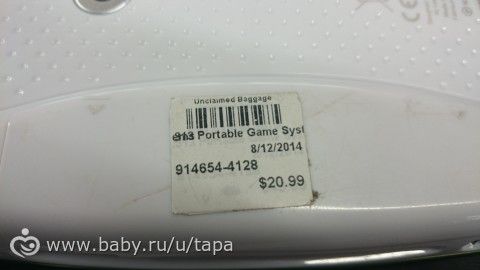 Unclaimed Baggage
Portable Game Syst
8/12/2014
914654-4128
$20.99
www.baby.ru/u/tapa